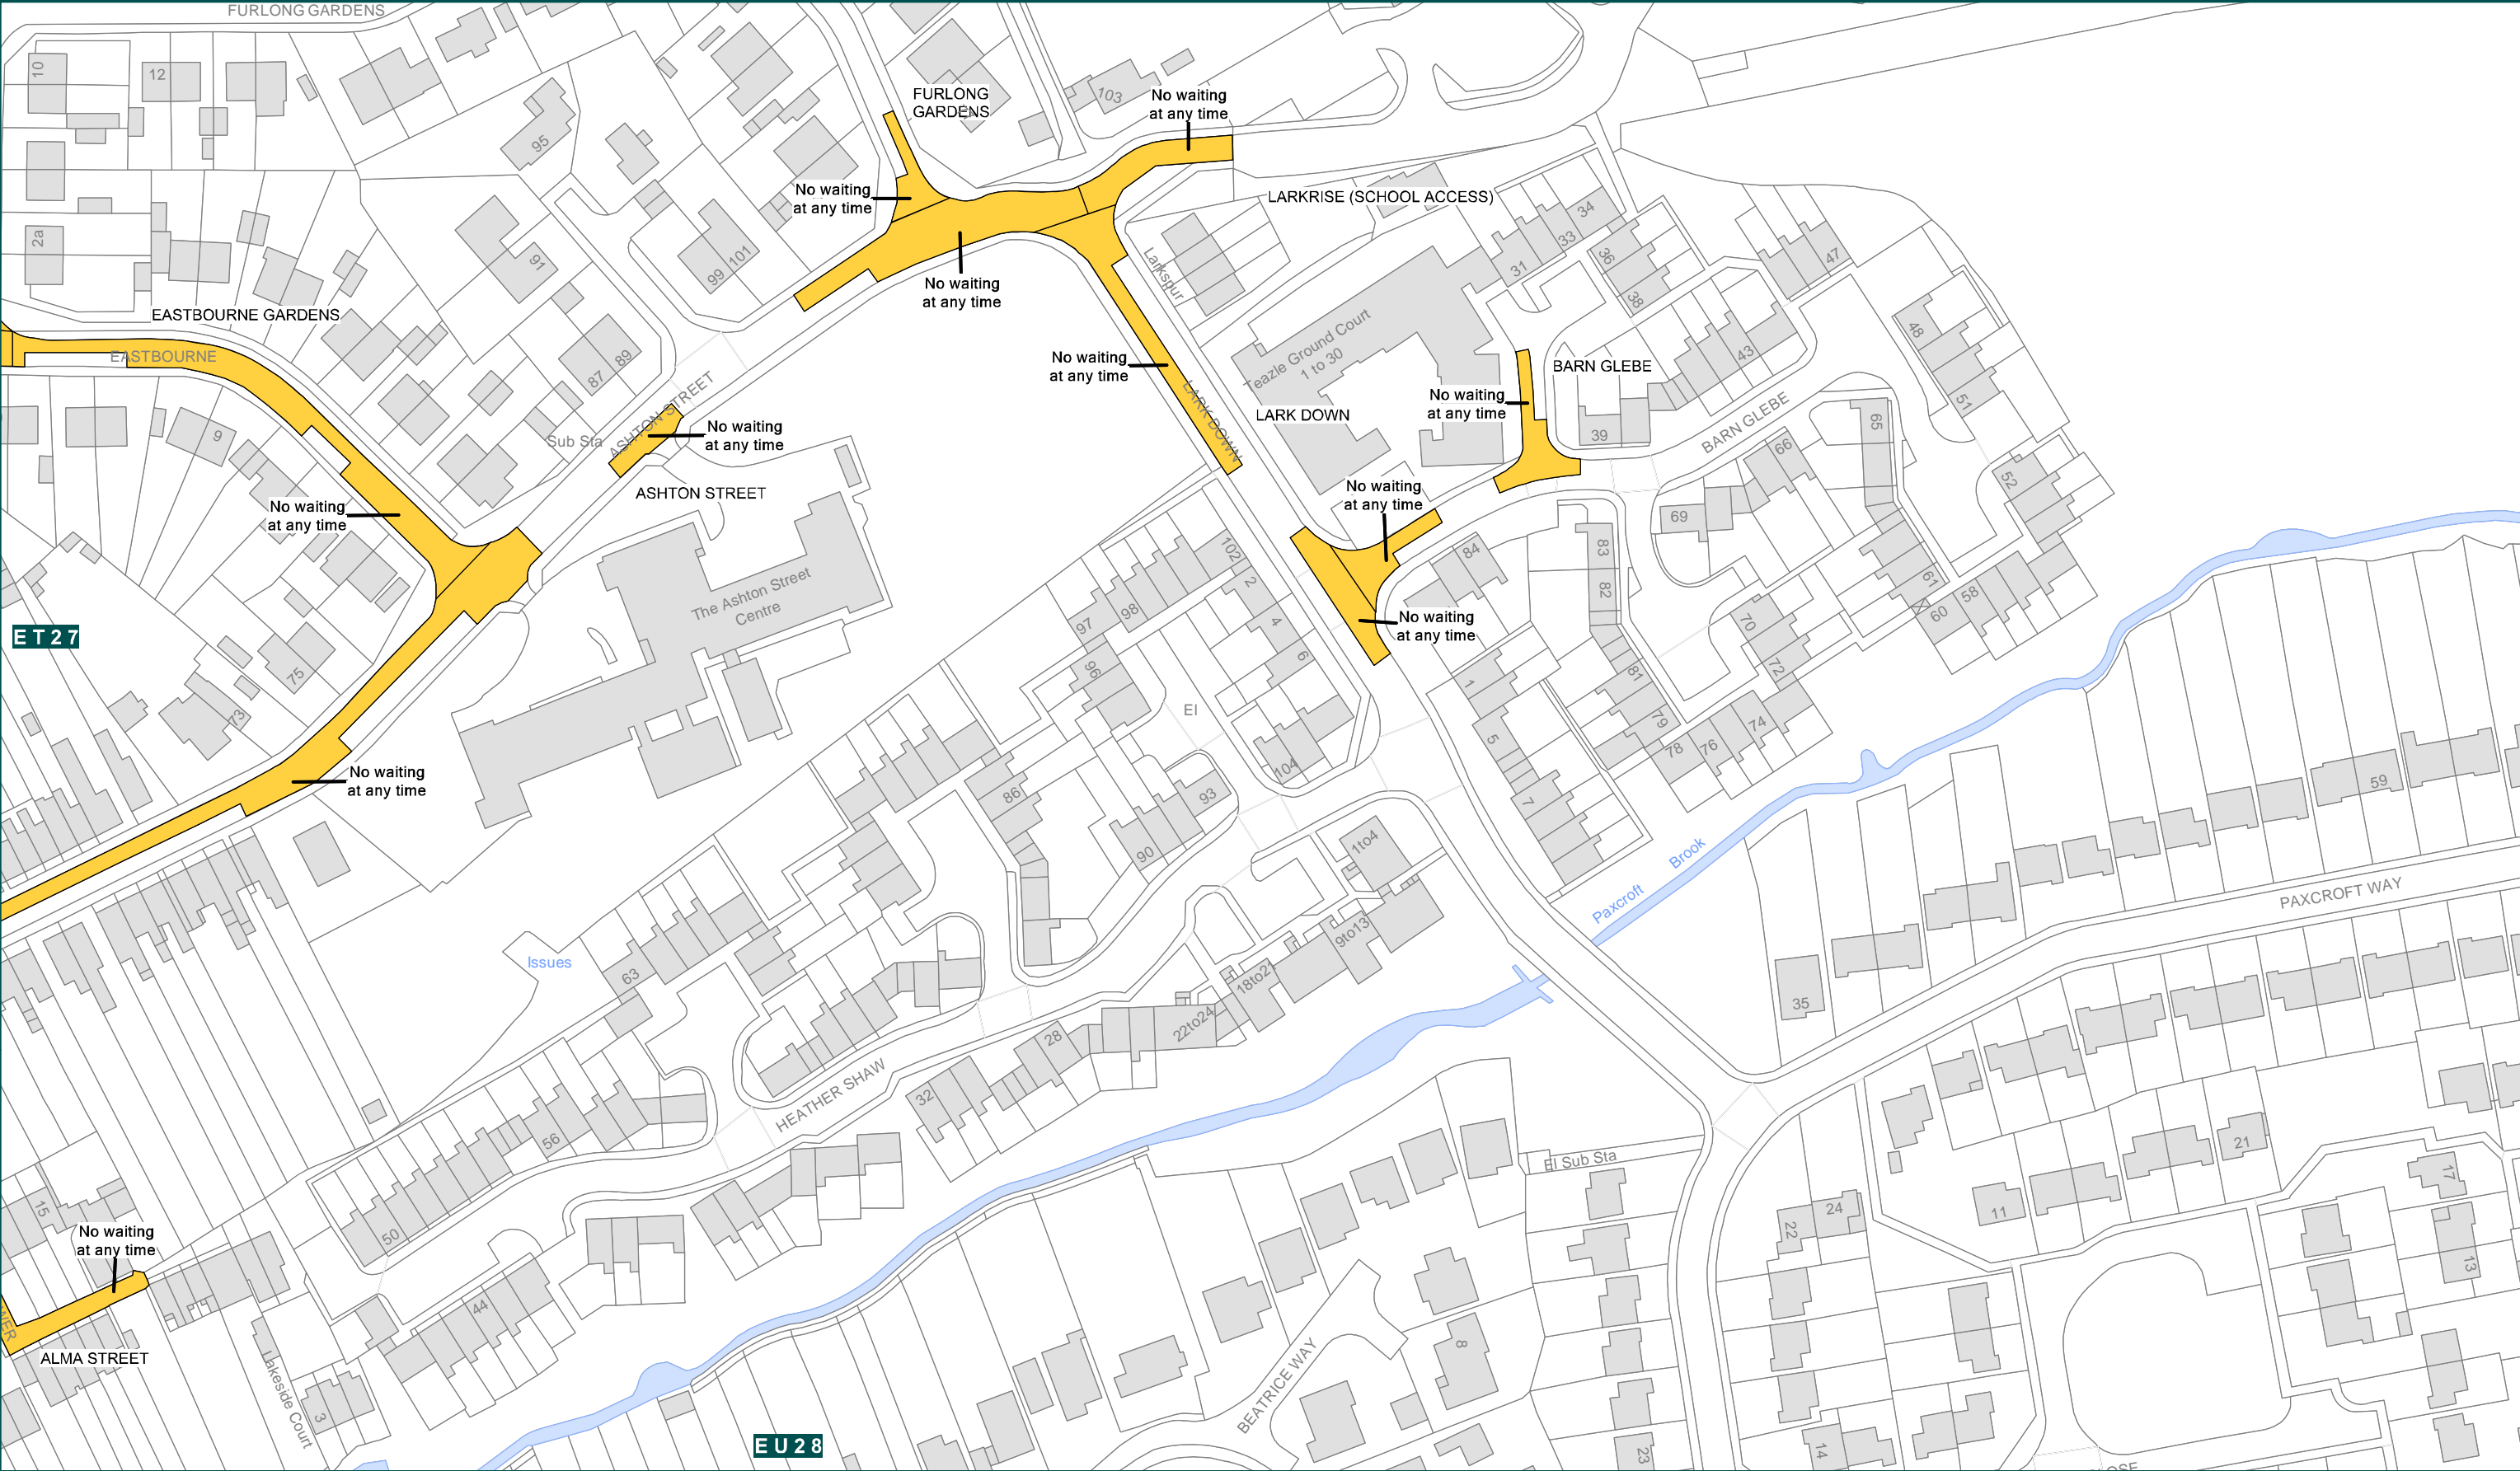 FURLONG GARDENS
10
12
95
103
FURLONG
GARDENS
No waiting
at any time
2a
91
99
101
No waiting
at any time
No waiting
at any time
LARKRISE (SCHOOL ACCESS)
Larkspur
31
33
34
36
38
47
EASTBOURNE GARDENS
EASTBOURNE
87
89
9
Sub Sta
ASHTON STREET
No waiting
at any time
ASHTON STREET
No waiting
at any time
LARK DOWN
Teazle Ground Court
1 to 30
LARK DOWN
No waiting
at any time
BARN GLEBE
43
39
BARN GLEBE
48
51
65
66
52
69
No waiting
at any time
No waiting
at any time
The Ashton Street
Centre
102
2
4
6
97
98
96
84
83
82
61
60
58
No waiting
at any time
70
72
ET27
75
73
No waiting
at any time
El
104
1
5
7
81
79
78
76
74
86
93
90
1to4
59
Paxcroft Brook
PAXCROFT WAY
Issues
63
9to13
18to21
22to24
28
32
35
HEATHER SHAW
56
50
El Sub Sta
21
17
11
13
24
22
15
No waiting
at any time
ALMA STREET
44
Lakeside Court
3
8
BEATRICE WAY
EU28
23
14